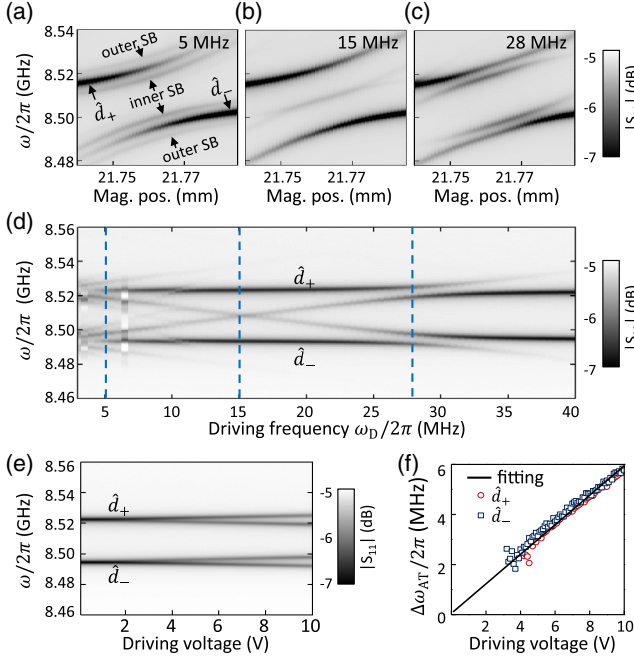 (a) (b) (c)
8.54
8.52
8.50
8.48
ω/2π (GHz)
outer SB
5 MHz
inner SB
d̂₊
d̂₋
outer SB
15 MHz
28 MHz
21.75 21.77
Mag. pos. (mm)
21.75 21.77
Mag. pos. (mm)
21.75 21.77
Mag. pos. (mm)
-5
-6
-7
(dB)
(d)
8.56
8.54
8.52
8.50
8.48
8.46
ω/2π (GHz)
d̂₊
d̂₋
5 10 15 20 25 30 35 40
Driving frequency ω_D/2π (MHz)
-5
-6
-7
(dB)
(e)
8.56
8.54
8.52
8.50
8.48
8.46
ω/2π (GHz)
d̂₊
d̂₋
2 4 6 8 10
Driving voltage (V)
-5
-6
-7
|S₁₁| (dB)
(f)
6
4
2
0
Δω_AT/2π (MHz)
fitting
d̂₊
d̂₋
2 4 6 8 10
Driving voltage (V)